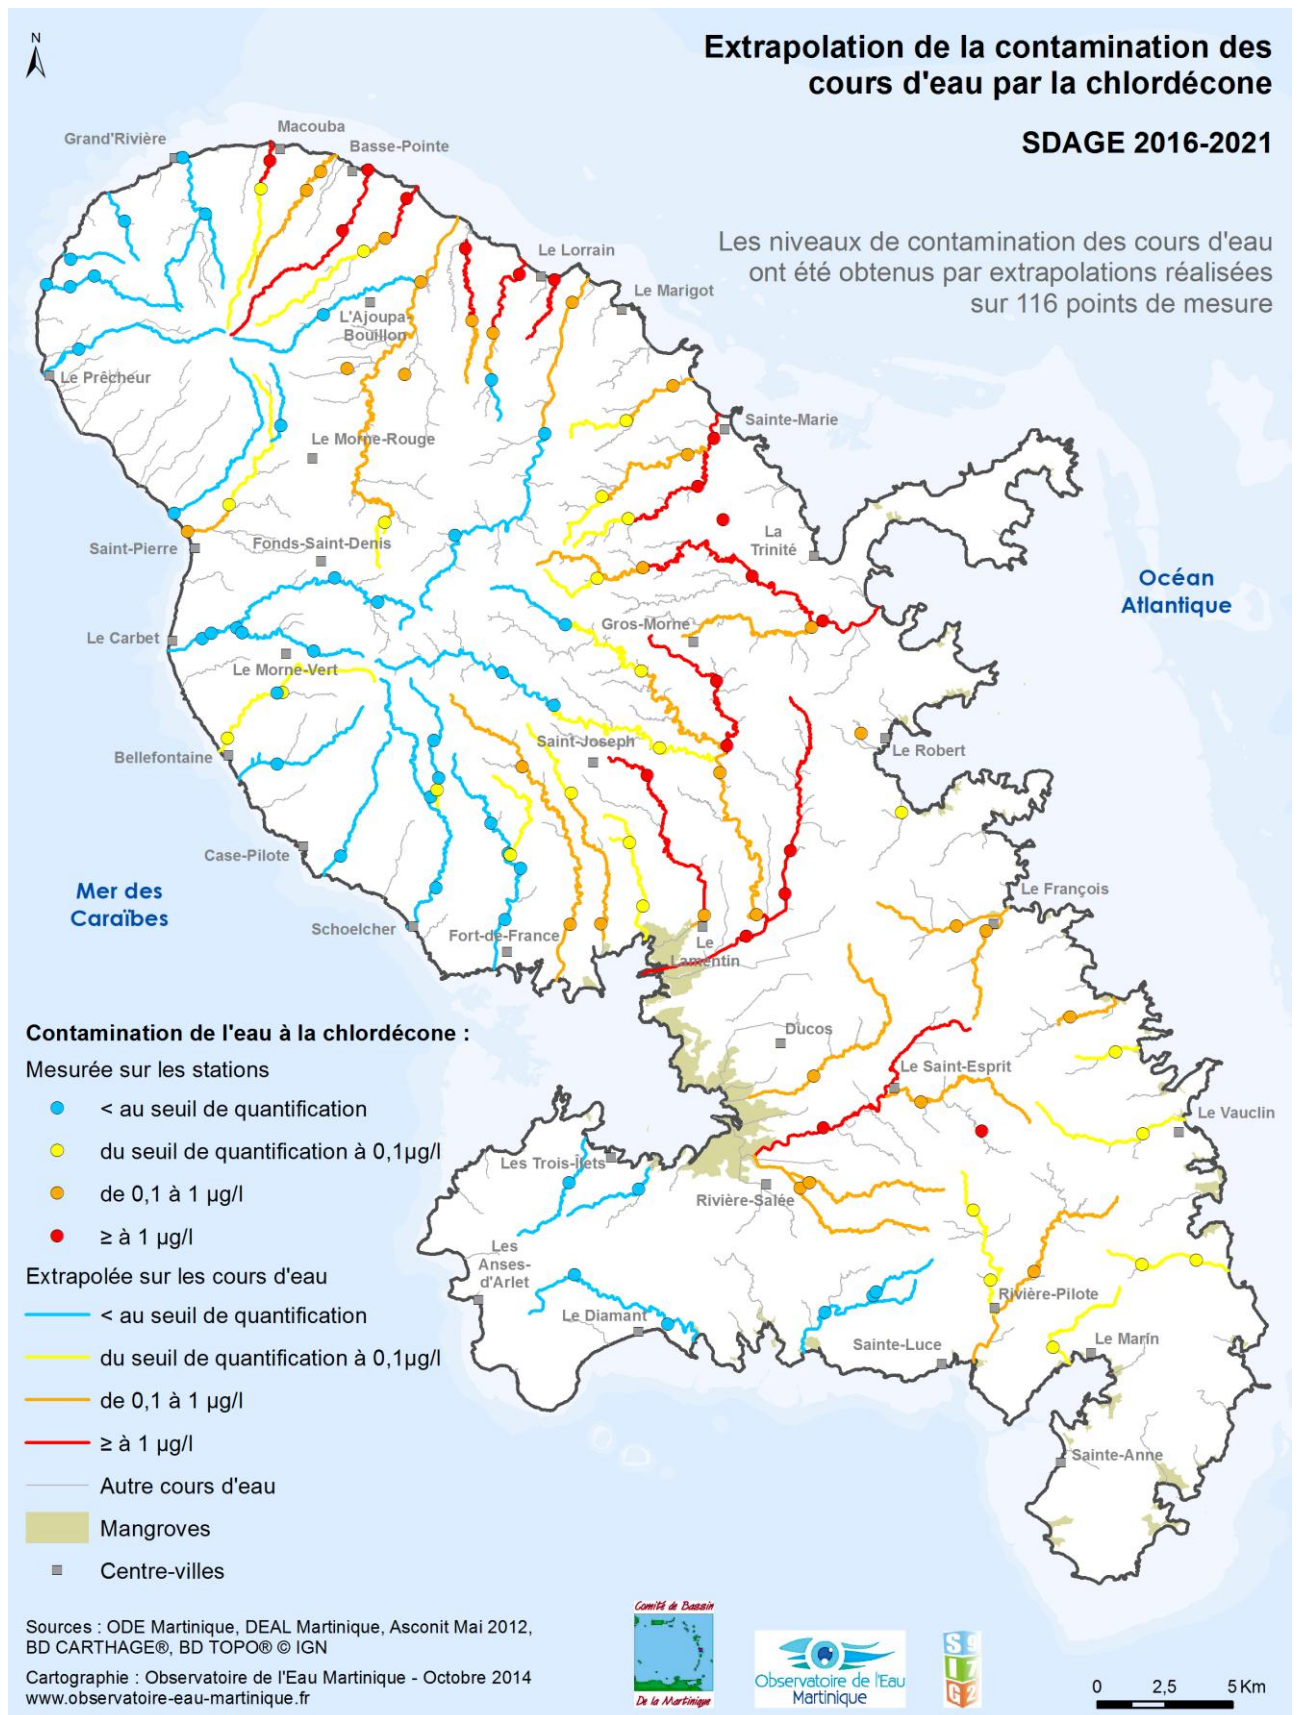 Extrapolation de la contamination des
cours d'eau par la chlordécone
SDAGE 2016-2021
Les niveaux de contamination des cours d'eau
ont été obtenus par extrapolations réalisées
sur 116 points de mesure
N
Grand'Rivière
Macouba
Basse-Pointe
Le Lorrain
Le Marigot
L'Ajoupa-
Bouillon
Le Prêcheur
Sainte-Marie
Le Morne-Rouge
La
Trinité
Saint-Pierre
Fonds-Saint-Denis
Océan
Atlantique
Gros-Morne
Le Carbet
Le Morne-Vert
Saint-Joseph
Le Robert
Bellefontaine
Case-Pilote
Mer des
Caraïbes
Le François
Schoelcher
Fort-de-France
Le
Lamentin
Ducos
Le Saint-Esprit
Le Vauclin
Les Trois-Îlets
Rivière-Salée
Les
Anses-
d'Arlet
Le Diamant
Rivière-Pilote
Sainte-Luce
Le Marin
Sainte-Anne
Contamination de l'eau à la chlordécone :
Mesurée sur les stations
< au seuil de quantification
du seuil de quantification à 0,1µg/l
de 0,1 à 1 µg/l
≥ à 1 µg/l
Extrapolée sur les cours d'eau
< au seuil de quantification
du seuil de quantification à 0,1µg/l
de 0,1 à 1 µg/l
≥ à 1 µg/l
Autre cours d'eau
Mangroves
Centre-villes
Sources : ODE Martinique, DEAL Martinique, Asconit Mai 2012,
BD CARTHAGE®, BD TOPO® © IGN
Cartographie : Observatoire de l'Eau Martinique - Octobre 2014
www.observatoire-eau-martinique.fr
Comité de Bassin
De la Martinique
Observatoire de l'Eau
Martinique
S 9
I 7
G 2
0 2,5 5 Km